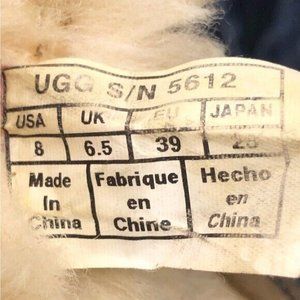 UGG S/N 5612
USA UK EU JAPAN
8 6.5 39
Made Fabrique Hecho
In en en
China Chine China